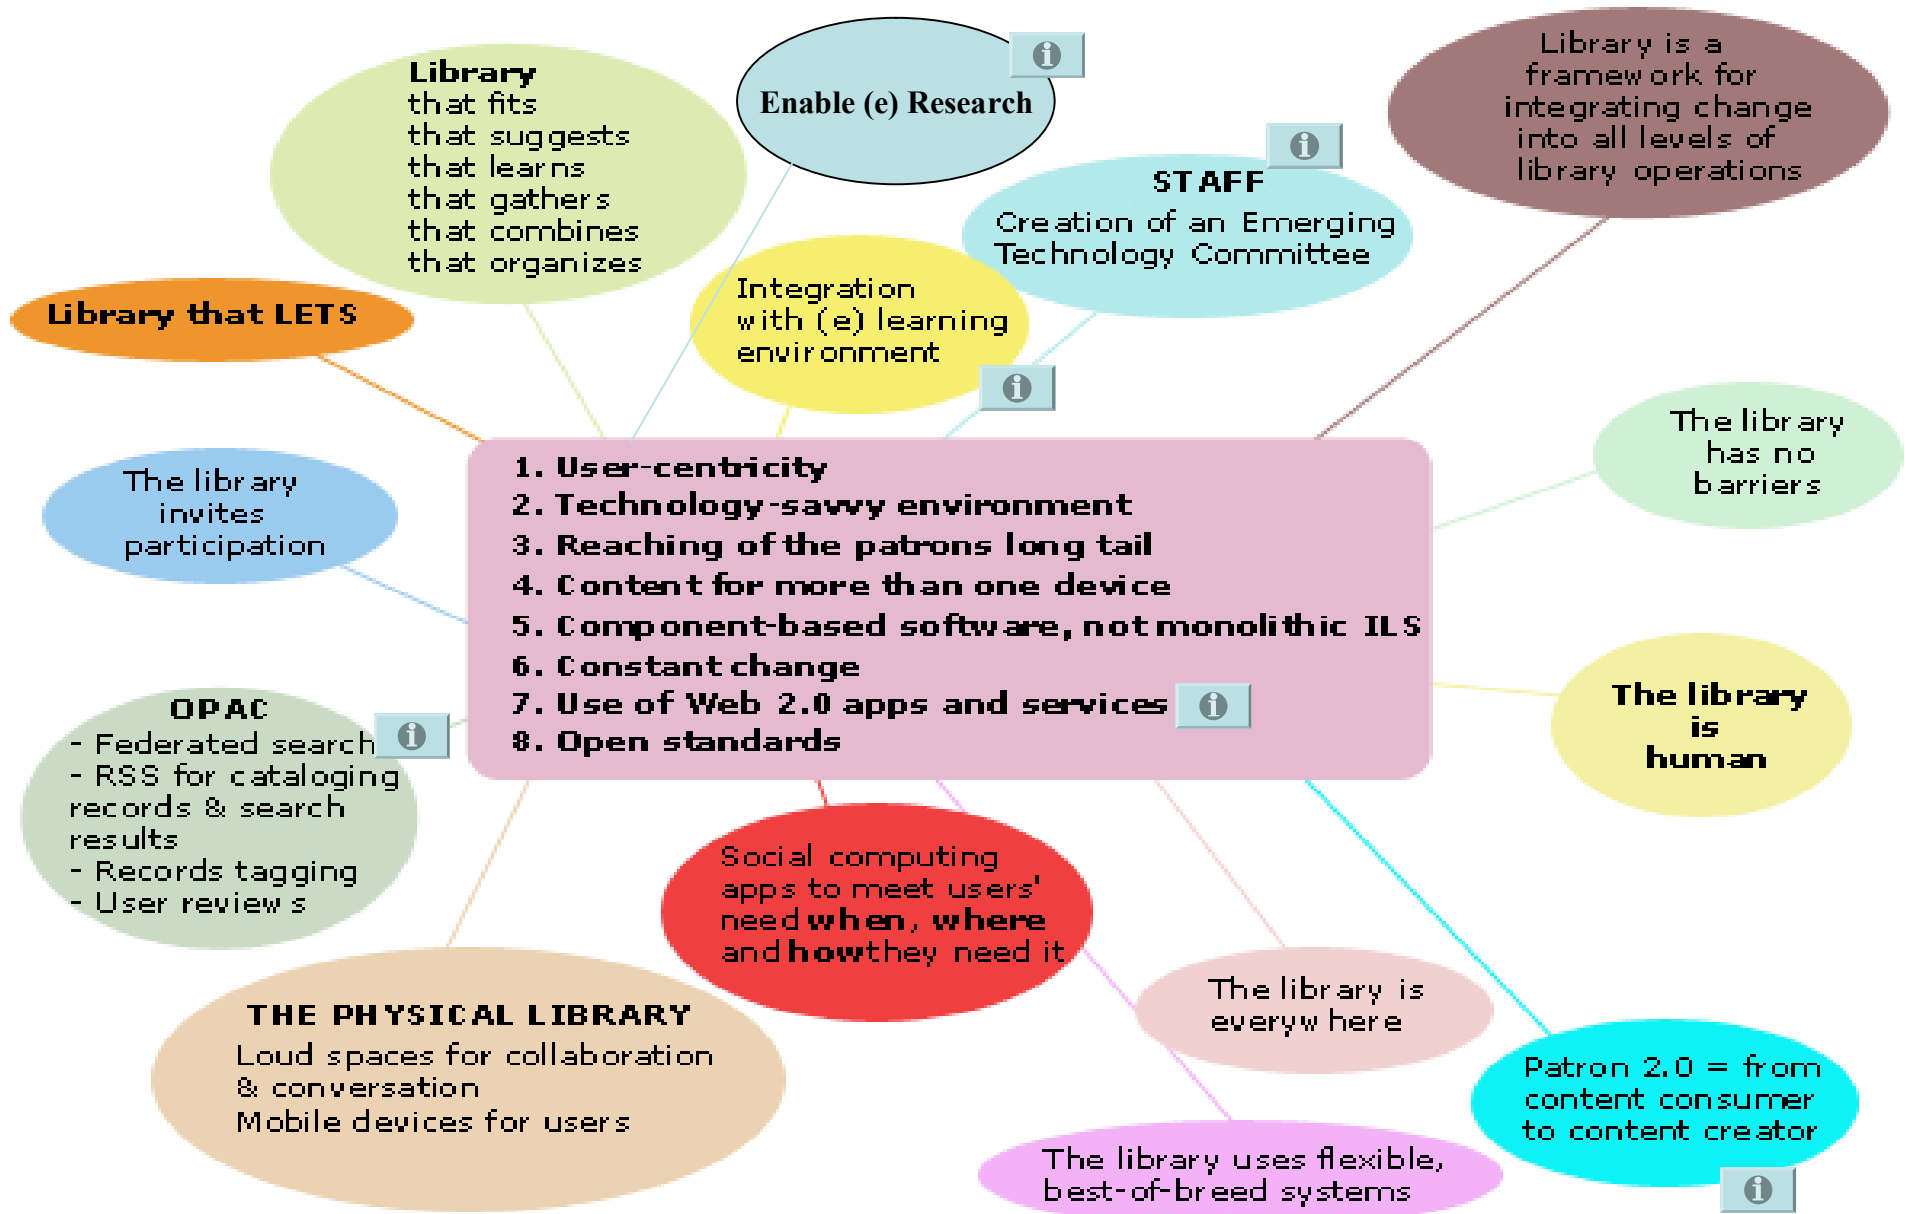 Library
that fits
that suggests
that learns
that gathers
that combines
that organizes
Enable (e) Research
Library is a
framework for
integrating change
into all levels of
library operations
STAFF
Creation of an Emerging
Technology Committee
Library that LETS
Integration
with (e) learning
environment
The library
has no
barriers
The library
invites
participation
1. User-centricity
2. Technology-savvy environment
3. Reaching of the patrons long tail
4. Content for more than one device
5. Component-based software, not monolithic ILS
6. Constant change
7. Use of Web 2.0 apps and services
8. Open standards
The library
is
human
OPAC
- Federated search
- RSS for cataloging
records & search
results
- Records tagging
- User reviews
Social computing
apps to meet users'
need when, where
and how they need it
THE PHYSICAL LIBRARY
Loud spaces for collaboration
& conversation
Mobile devices for users
The library is
everywhere
Patron 2.0 = from
content consumer
to content creator
The library uses flexible,
best-of-breed systems